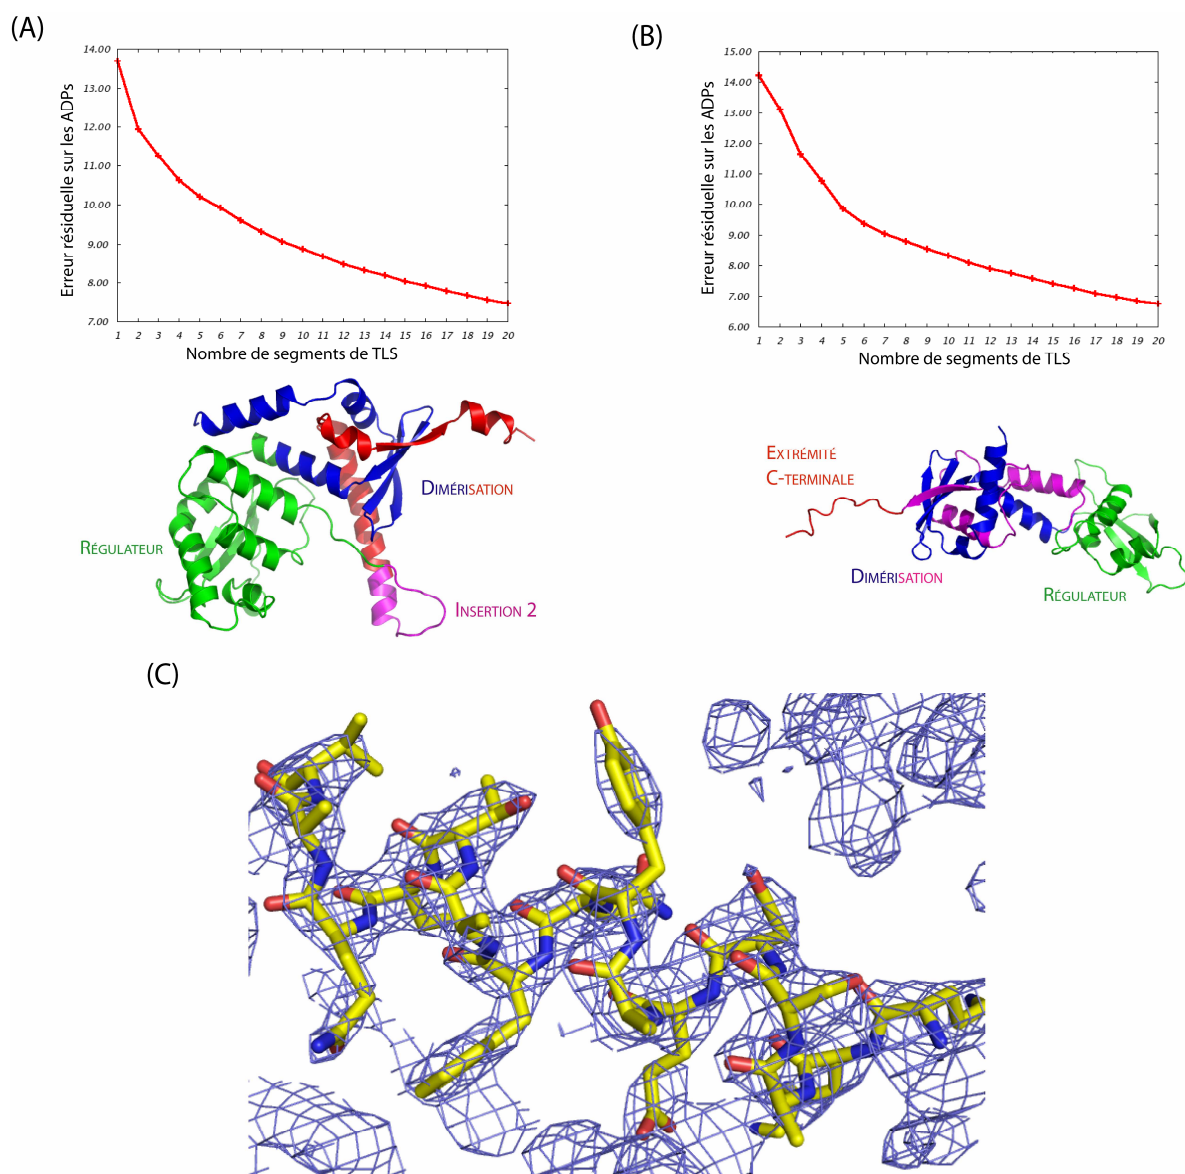 (A)
(B)
14.00
13.00
12.00
11.00
10.00
9.00
8.00
7.00
Erreur résiduelle sur les ADPs
1 2 3 4 5 6 7 8 9 10 11 12 13 14 15 16 17 18 19 20
Nombre de segments de TLS
15.00
14.00
13.00
12.00
11.00
10.00
9.00
8.00
7.00
6.00
Erreur résiduelle sur les ADPs
1 2 3 4 5 6 7 8 9 10 11 12 13 14 15 16 17 18 19 20
Nombre de segments de TLS
DIMÉRISATION
RÉGULATEUR
INSERTION 2
EXTRÉMITÉ
C-TERMINALE
DIMÉRISATION
RÉGULATEUR
(C)